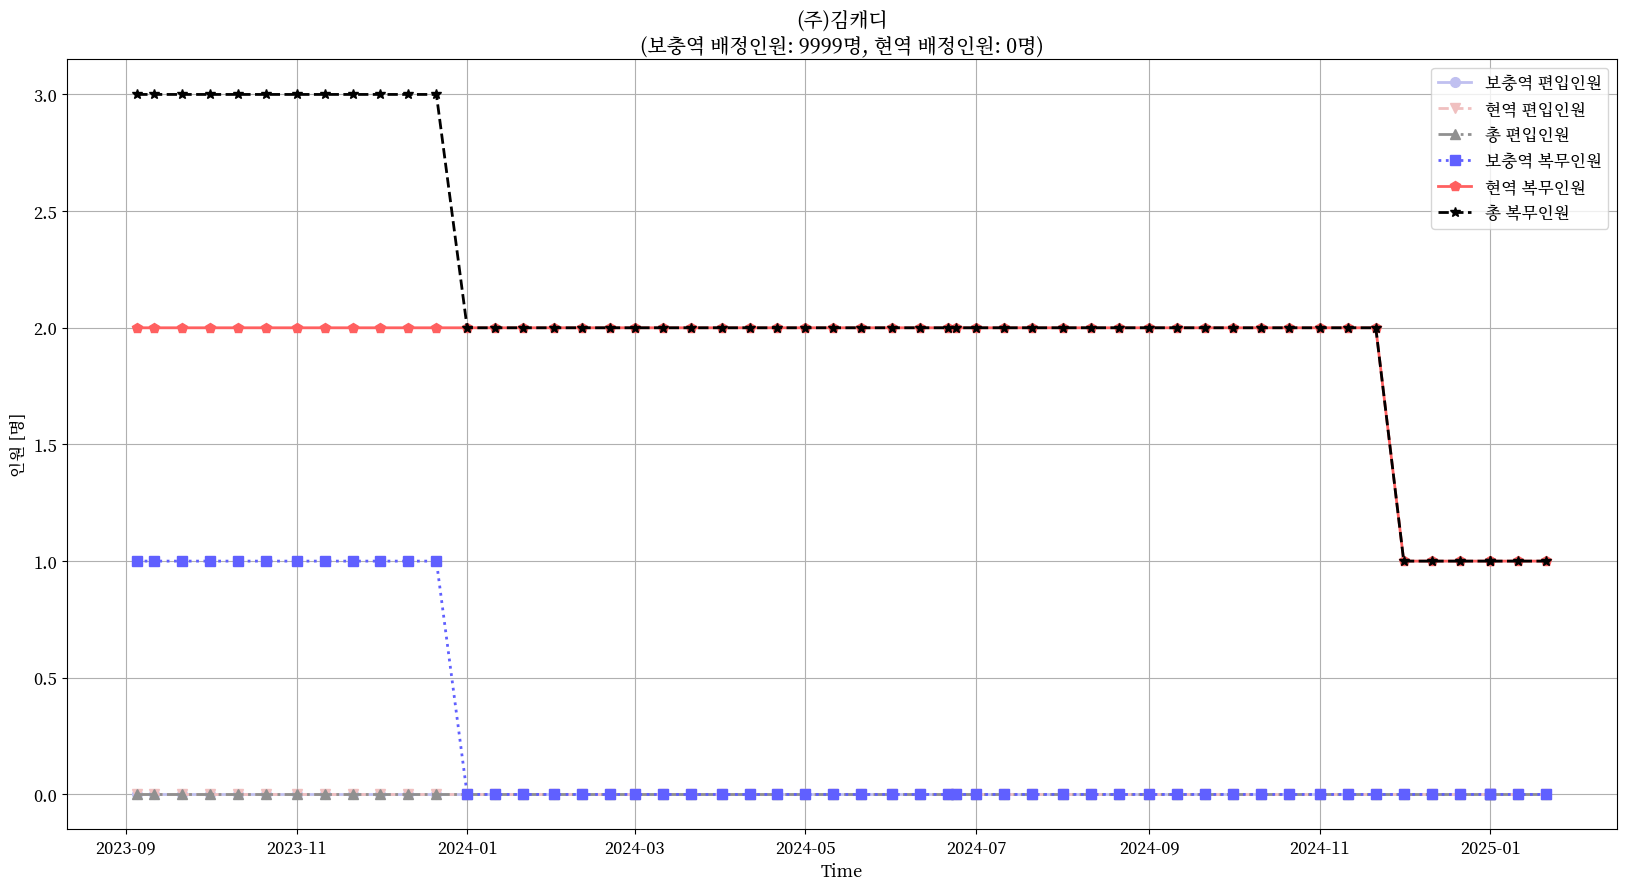 (주)김캐디
(보충역 배정인원: 9999명, 현역 배정인원: 0명)
보충역 편입인원
현역 편입인원
총 편입인원
보충역 복무인원
현역 복무인원
총 복무인원
인원 [명]
3.0
2.5
2.0
1.5
1.0
0.5
0.0
2023-09
2023-11
2024-01
2024-03
2024-05
2024-07
2024-09
2024-11
2025-01
Time